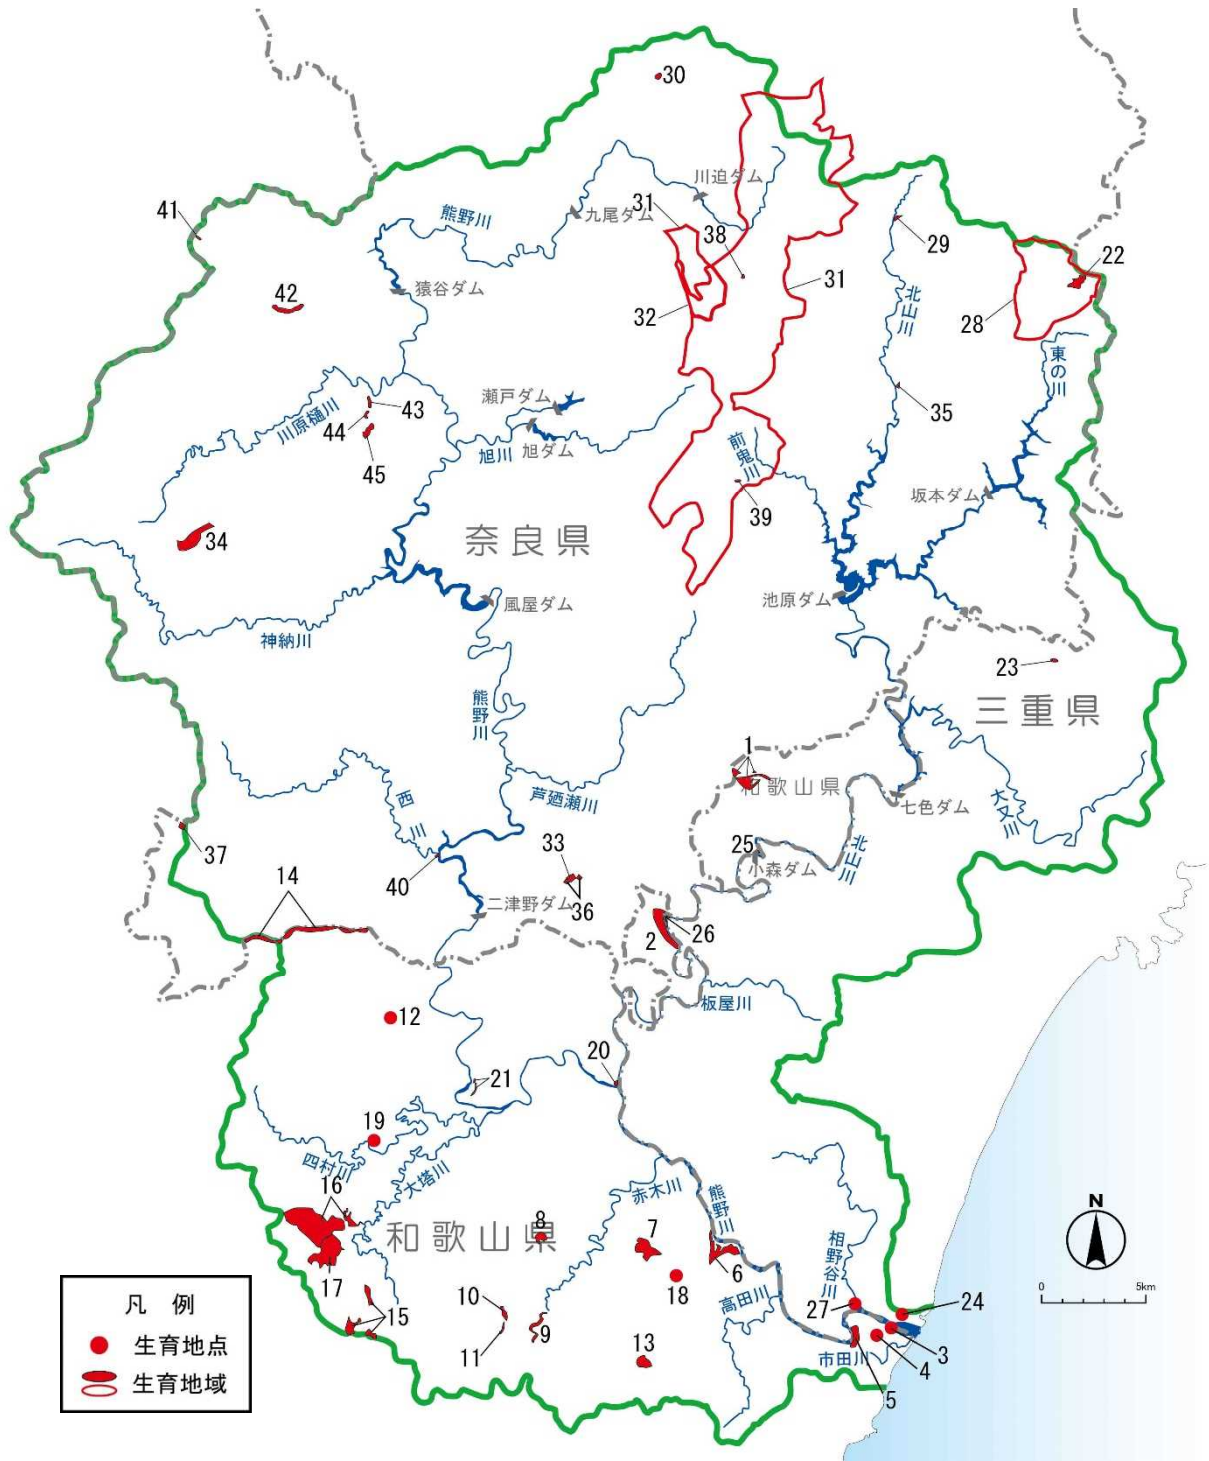 30
川迫ダム
31
熊野川
九尾ダム
41
38
29
22
猿谷ダム
42
北山川
31
32
28
東の川
瀬戸ダム
35
43
川原樋川
44
旭川
旭ダム
前鬼川
45
坂本ダム
39
34
奈良県
池原ダム
風屋ダム
神納川
23
熊野川
三重県
1
和歌山県
芦廼瀬川
西川
七色ダム
大又川
37
25
北山川
小森ダム
33
14
40
36
二津野ダム
2
26
板屋川
12
20
21
19
四村川
大塔川
16
赤木川
熊野川
和歌山県
8
7
相野谷川
N
6
17
18
高田川
0
5km
凡 例
10
27
24
15
生育地点
9
3
11
13
市田川
4
生育地域
5